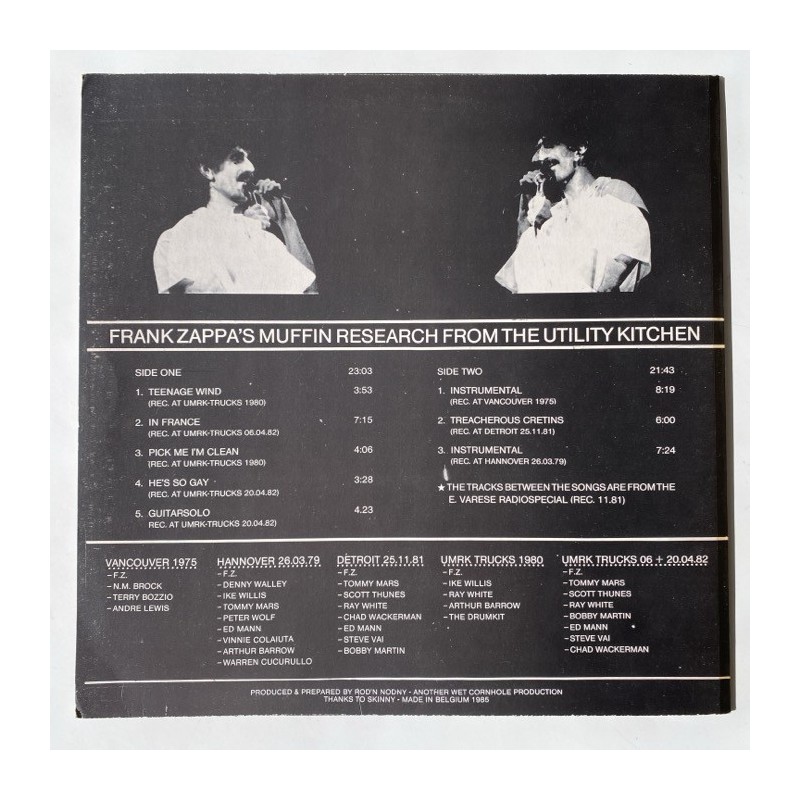 FRANK ZAPPA'S MUFFIN RESEARCH FROM THE UTILITY KITCHEN
SIDE ONE 23:03
1. TEENAGE WIND 3:53
(REC. AT UMRK-TRUCKS 1980)
2. IN FRANCE 7:15
(REC. AT UMRK-TRUCKS 06.04.82)
3. PICK ME I'M CLEAN 4:06
(REC. AT UMRK-TRUCKS 1980)
4. HE'S SO GAY 3:28
(REC. AT UMRK-TRUCKS 20.04.82)
5. GUITARSOLO 4.23
REC. AT UMRK-TRUCKS 20.04.82)
SIDE TWO 21:43
1. INSTRUMENTAL 8:19
(REC. AT VANCOUVER 1975)
2. TREACHEROUS CRETINS 6:00
(REC. AT DETROIT 25.11.81)
3. INSTRUMENTAL 7:24
(REC. AT HANNOVER 26.03.79)
★ THE TRACKS BETWEEN THE SONGS ARE FROM THE
E. VARESE RADIOSPECIAL (REC. 11.81)
VANCOUVER 1975
– F.Z.
– N.M. BROCK
– TERRY BOZZIO
– ANDRE LEWIS
HANNOVER 26.03.79
– F.Z.
– DENNY WALLEY
– IKE WILLIS
– TOMMY MARS
– PETER WOLF
– ED MANN
– VINNIE COLAIUTA
– ARTHUR BARROW
– WARREN CUCURULLO
DETROIT 25.11.81
– F.Z.
– TOMMY MARS
– SCOTT THUNES
– RAY WHITE
– CHAD WACKERMAN
– ED MANN
– STEVE VAI
– BOBBY MARTIN
UMRK TRUCKS 1980
– F.Z.
– IKE WILLIS
– RAY WHITE
– ARTHUR BARROW
– THE DRUMKIT
UMRK TRUCKS 06 + 20.04.82
– F.Z.
– TOMMY MARS
– SCOTT THUNES
– RAY WHITE
– BOBBY MARTIN
– ED MANN
– STEVE VAI
– CHAD WACKERMAN
PRODUCED & PREPARED BY ROD'N NODNY - ANOTHER WET CORNHOLE PRODUCTION
THANKS TO SKINNY - MADE IN BELGIUM 1985